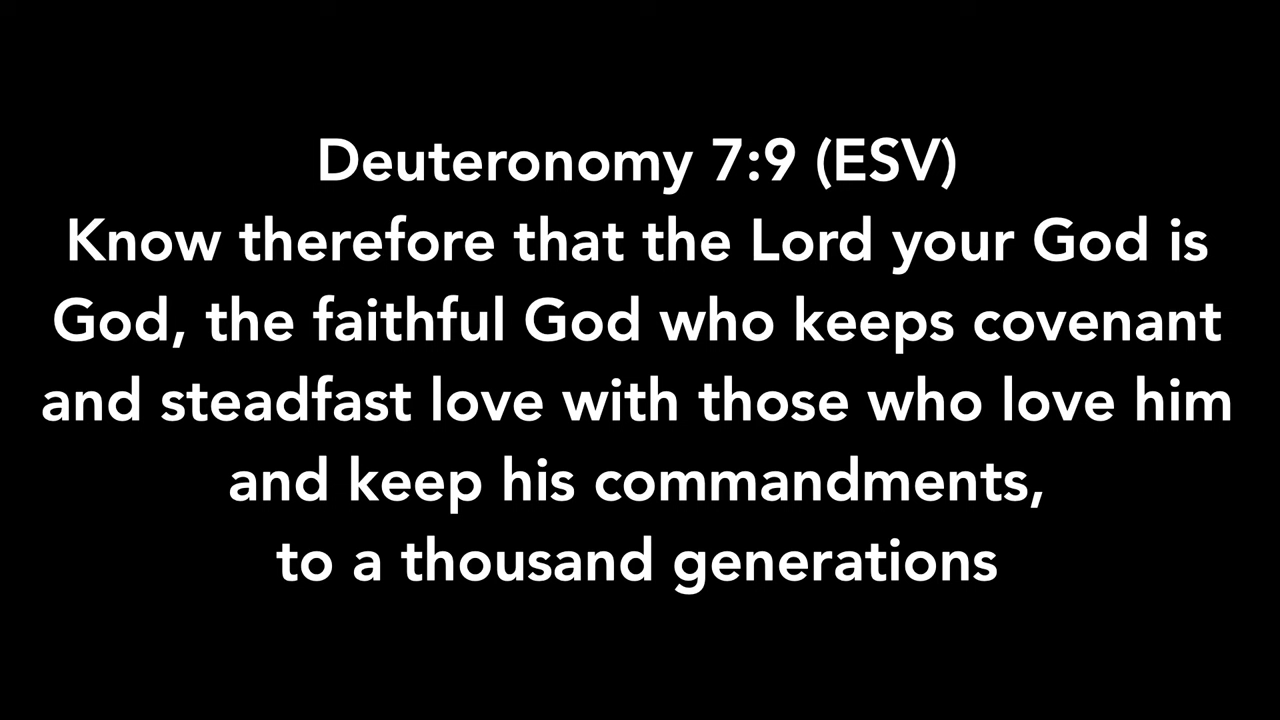 Deuteronomy 7:9 (ESV)
Know therefore that the Lord your God is
God, the faithful God who keeps covenant
and steadfast love with those who love him
and keep his commandments,
to a thousand generations